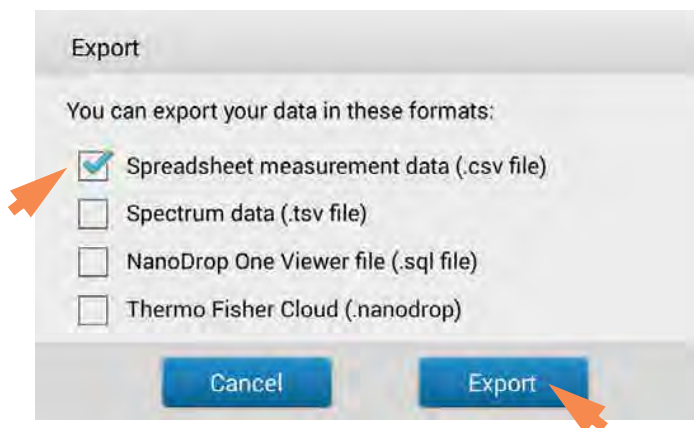 Export
You can export your data in these formats:
Spreadsheet measurement data (.csv file)
Spectrum data (.tsv file)
NanoDrop One Viewer file (.sql file)
Thermo Fisher Cloud (.nanodrop)
Cancel Export